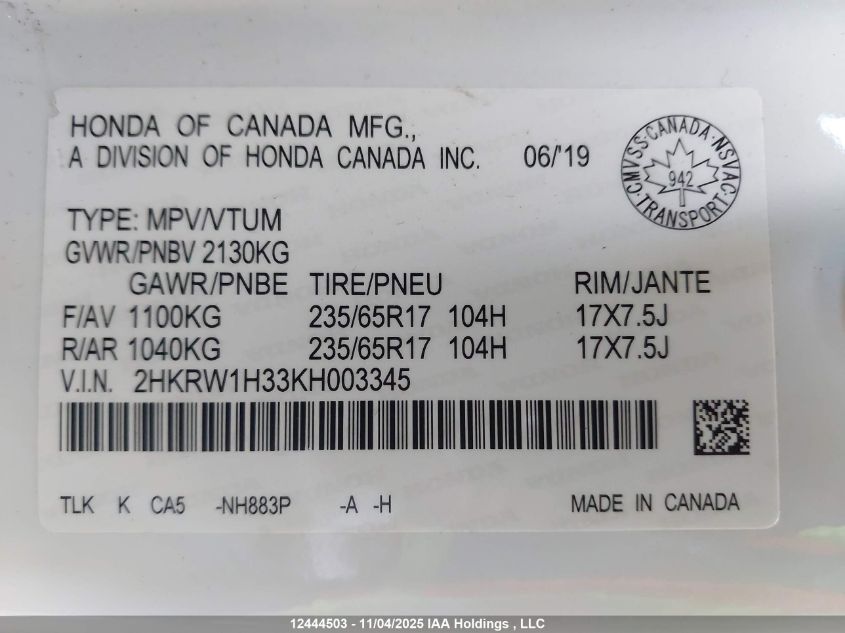 HONDA OF CANADA MFG.,
A DIVISION OF HONDA CANADA INC. 06/'19
CMVSS·CANADA·NSVAC
942
TRANSPORT
TYPE: MPV/VTUM
GVWR/PNBV 2130KG
GAWR/PNBE TIRE/PNEU RIM/JANTE
F/AV 1100KG 235/65R17 104H 17X7.5J
R/AR 1040KG 235/65R17 104H 17X7.5J
V.I.N. 2HKRW1H33KH003345
TLK K CA5 -NH883P -A -H MADE IN CANADA
12444503 - 11/04/2025 IAA Holdings , LLC